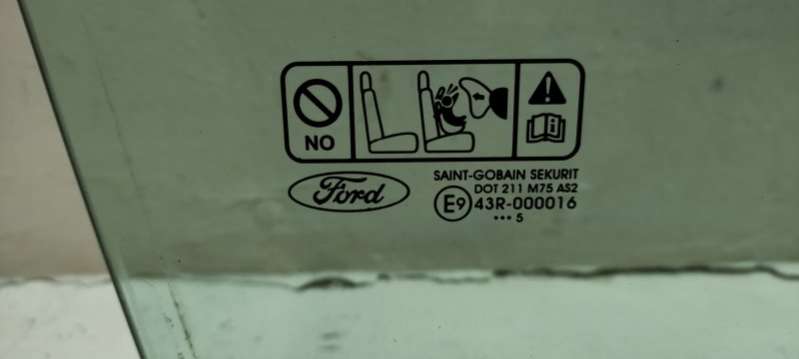 NO
Ford
SAINT-GOBAIN SEKURIT
DOT 211 M75 AS2
E9 43R-000016
••• 5